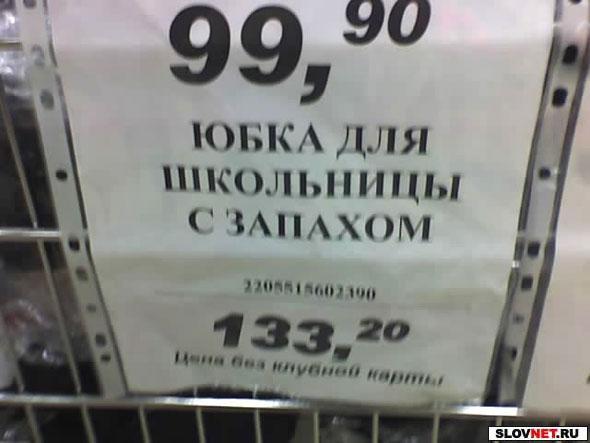 99,90
ЮБКА ДЛЯ
ШКОЛЬНИЦЫ
С ЗАПАХОМ
2205515602390
133,20
Цена без клубной карты
SLOVNET.RU